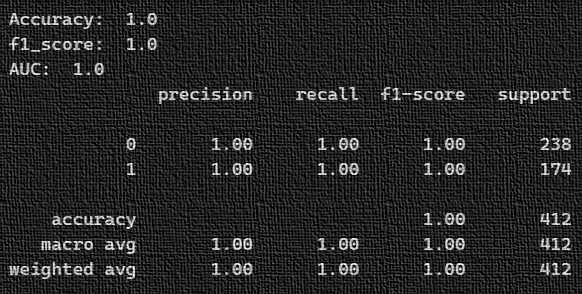 Accuracy:  1.0
f1_score:  1.0
AUC:  1.0
              precision    recall  f1-score   support

           0       1.00      1.00      1.00       238
           1       1.00      1.00      1.00       174

    accuracy                           1.00       412
   macro avg       1.00      1.00      1.00       412
weighted avg       1.00      1.00      1.00       412